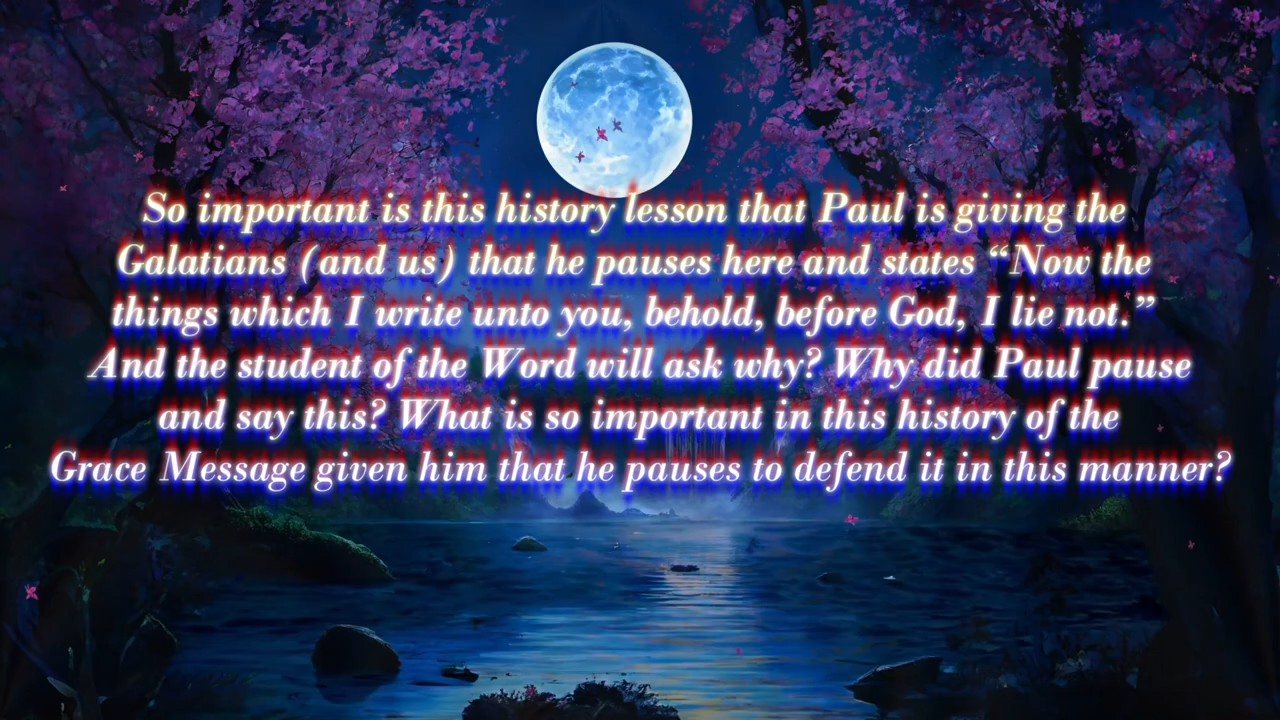 So important is this history lesson that Paul is giving the
Galatians (and us) that he pauses here and states “Now the
things which I write unto you, behold, before God, I lie not.”
And the student of the Word will ask why? Why did Paul pause
and say this? What is so important in this history of the
Grace Message given him that he pauses to defend it in this manner?